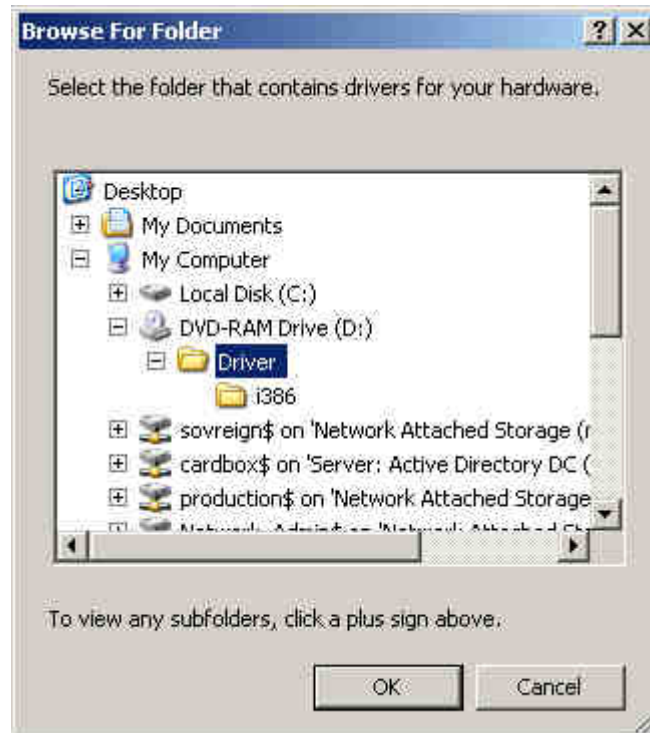 Browse For Folder
Select the folder that contains drivers for your hardware.
Desktop
My Documents
My Computer
Local Disk (C:)
DVD-RAM Drive (D:)
Driver
i386
sovreign$ on 'Network Attached Storage (
cardbox$ on 'Server: Active Directory DC (
production$ on 'Network Attached Storage
To view any subfolders, click a plus sign above.
OK Cancel